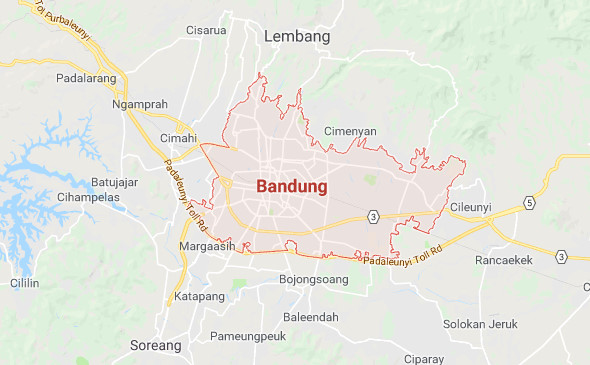 Tol Purbaleunyi
Cisarua
Lembang
Padalarang
Ngamprah
Cimahi
Cimenyan
Batujajar
Padaleunyi Toll Rd
Bandung
Cihampelas
Cileunyi
5
3
Margaasih
Padaleunyi Toll Rd
Rancaekek
3
Cililin
Bojongsoang
Katapang
Baleendah
Solokan Jeruk
Pameungpeuk
Soreang
Ciparay